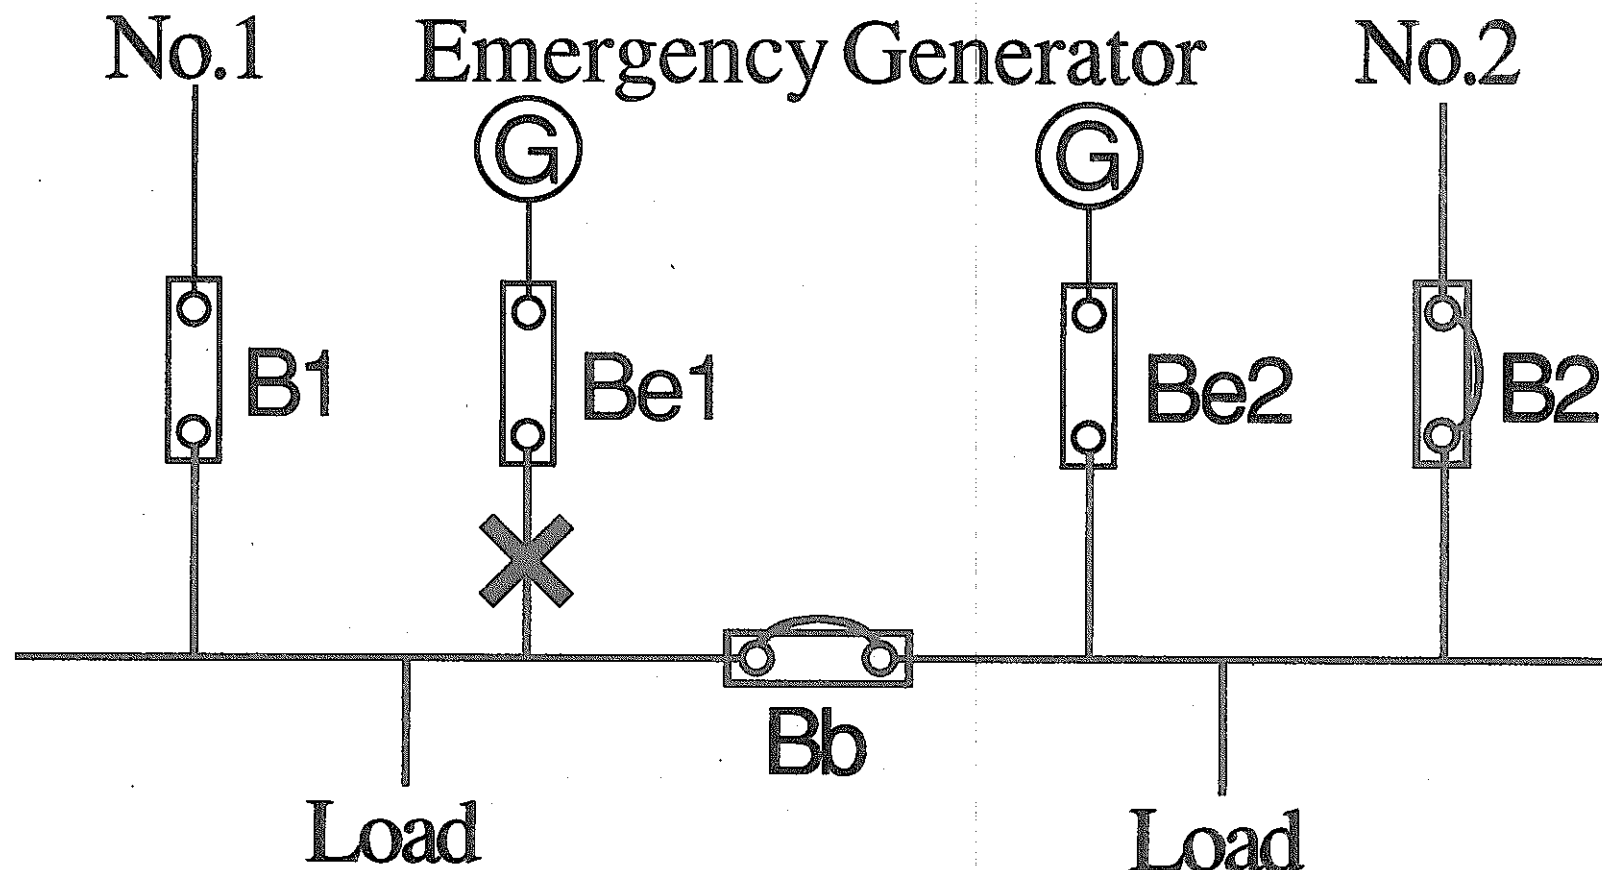 No.1 Emergency Generator No.2
G G
B1 Be1 Be2 B2
Bb
Load Load